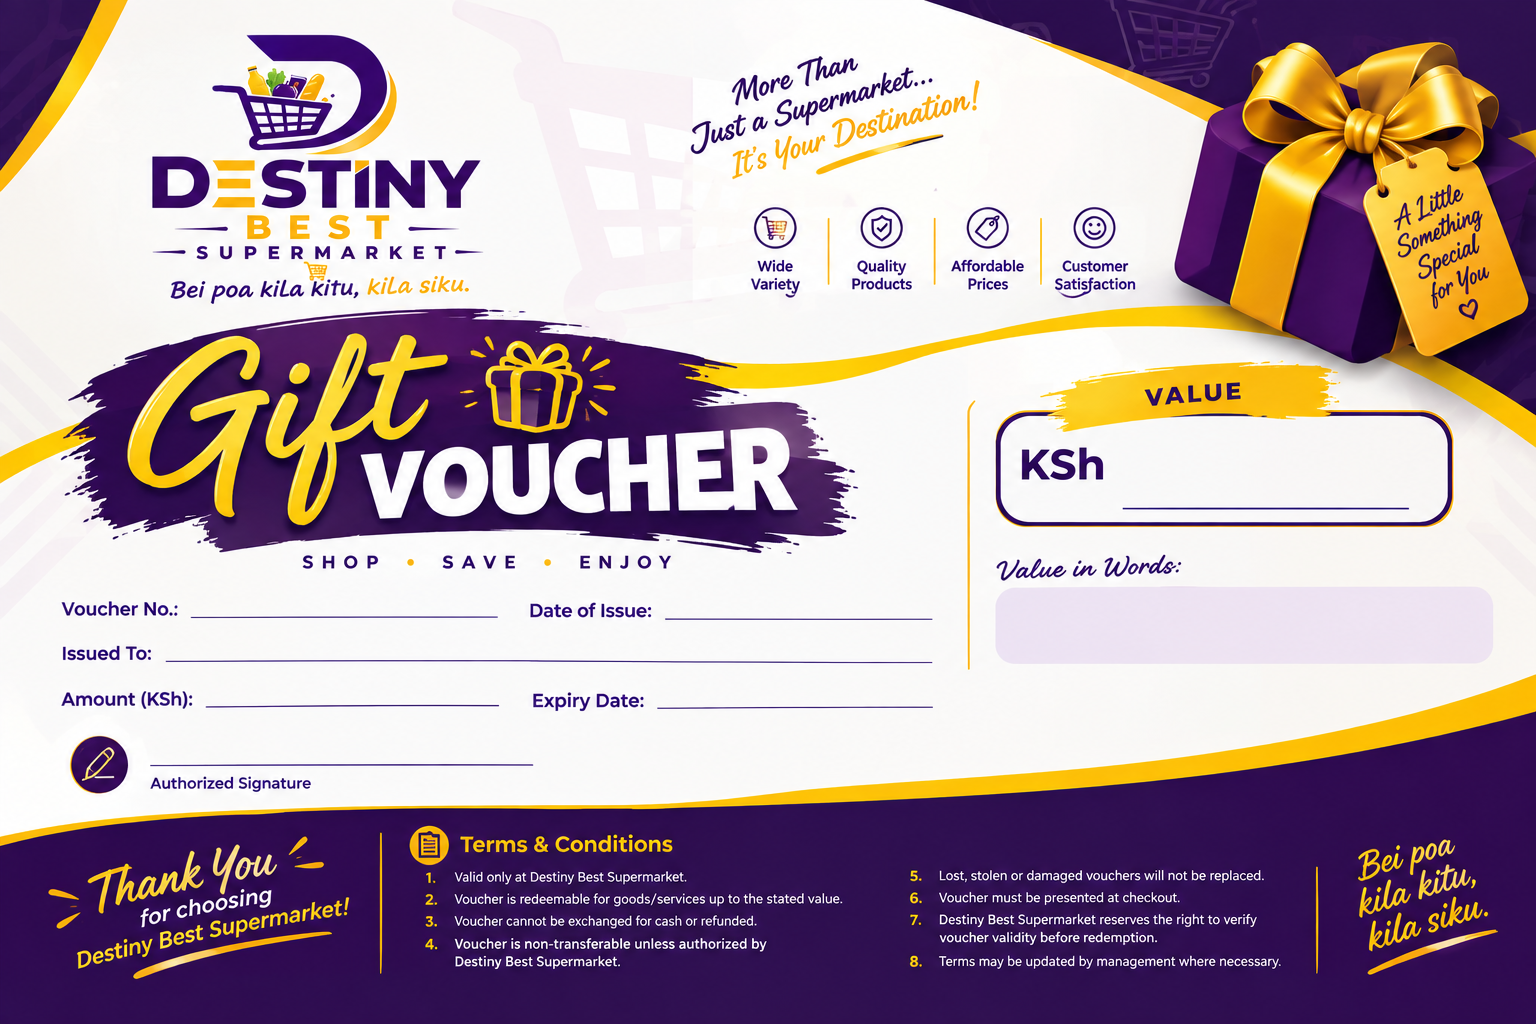 DESTINY
BEST
SUPERMARKET
Bei poa kila kitu, kila siku.
More Than
Just a Supermarket...
It's Your Destination!
Wide
Variety
Quality
Products
Affordable
Prices
Customer
Satisfaction
A Little
Something
Special
for You
Gift
VOUCHER
SHOP • SAVE • ENJOY
VALUE
KSh
Value in Words:
Voucher No.:
Date of Issue:
Issued To:
Amount (KSh):
Expiry Date:
Authorized Signature
Thank You
for choosing
Destiny Best Supermarket!
Terms & Conditions
1. Valid only at Destiny Best Supermarket.
2. Voucher is redeemable for goods/services up to the stated value.
3. Voucher cannot be exchanged for cash or refunded.
4. Voucher is non-transferable unless authorized by
Destiny Best Supermarket.
5. Lost, stolen or damaged vouchers will not be replaced.
6. Voucher must be presented at checkout.
7. Destiny Best Supermarket reserves the right to verify
voucher validity before redemption.
8. Terms may be updated by management where necessary.
Bei poa
kila kitu,
kila siku.